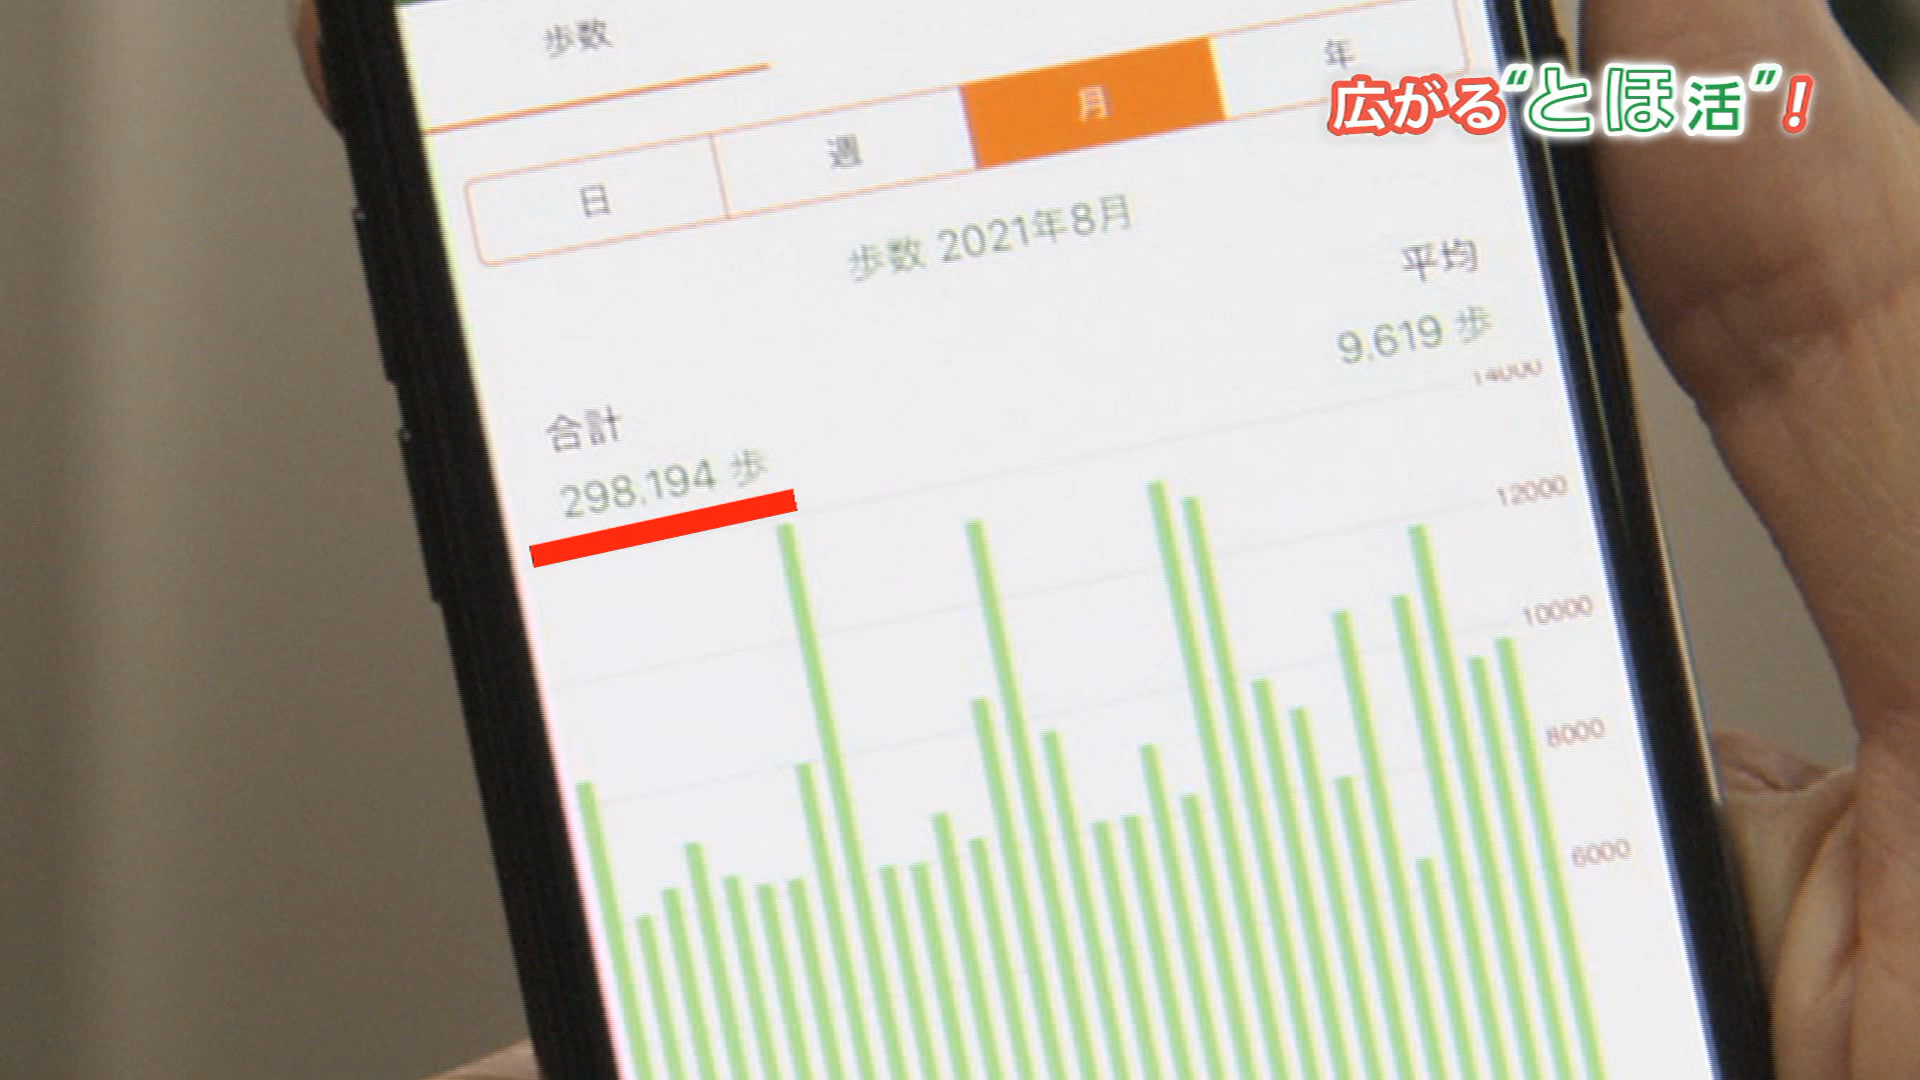 歩数
広がる“とほ活”!
日 週 月 年
歩数 2021年8月
平均
9,619 歩
合計
298,194 歩
14000
12000
10000
8000
6000